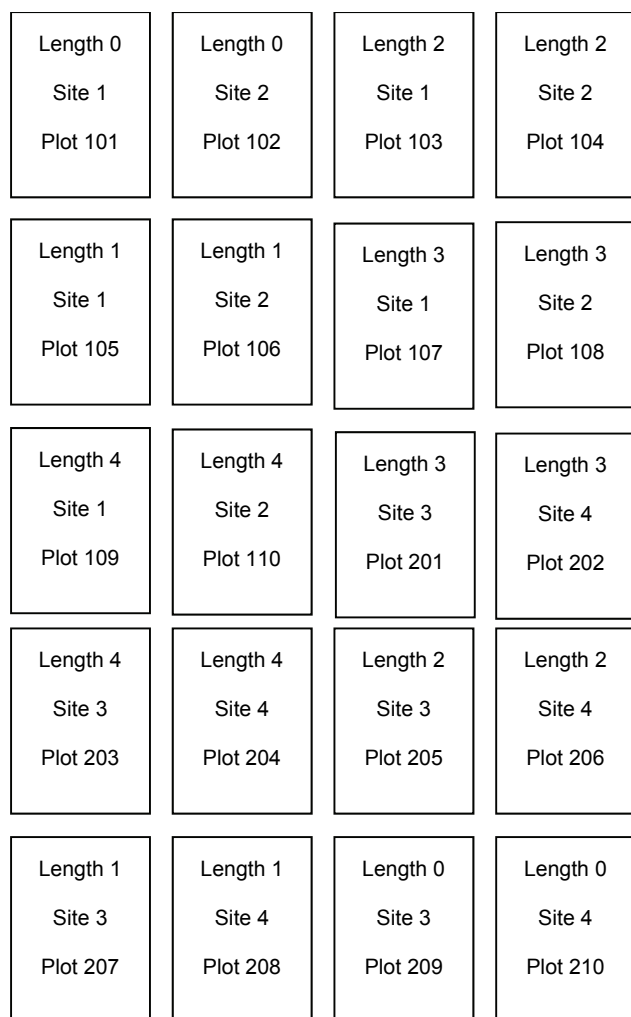 Length 0
Site 1
Plot 101
Length 0
Site 2
Plot 102
Length 2
Site 1
Plot 103
Length 2
Site 2
Plot 104
Length 1
Site 1
Plot 105
Length 1
Site 2
Plot 106
Length 3
Site 1
Plot 107
Length 3
Site 2
Plot 108
Length 4
Site 1
Plot 109
Length 4
Site 2
Plot 110
Length 3
Site 3
Plot 201
Length 3
Site 4
Plot 202
Length 4
Site 3
Plot 203
Length 4
Site 4
Plot 204
Length 2
Site 3
Plot 205
Length 2
Site 4
Plot 206
Length 1
Site 3
Plot 207
Length 1
Site 4
Plot 208
Length 0
Site 3
Plot 209
Length 0
Site 4
Plot 210